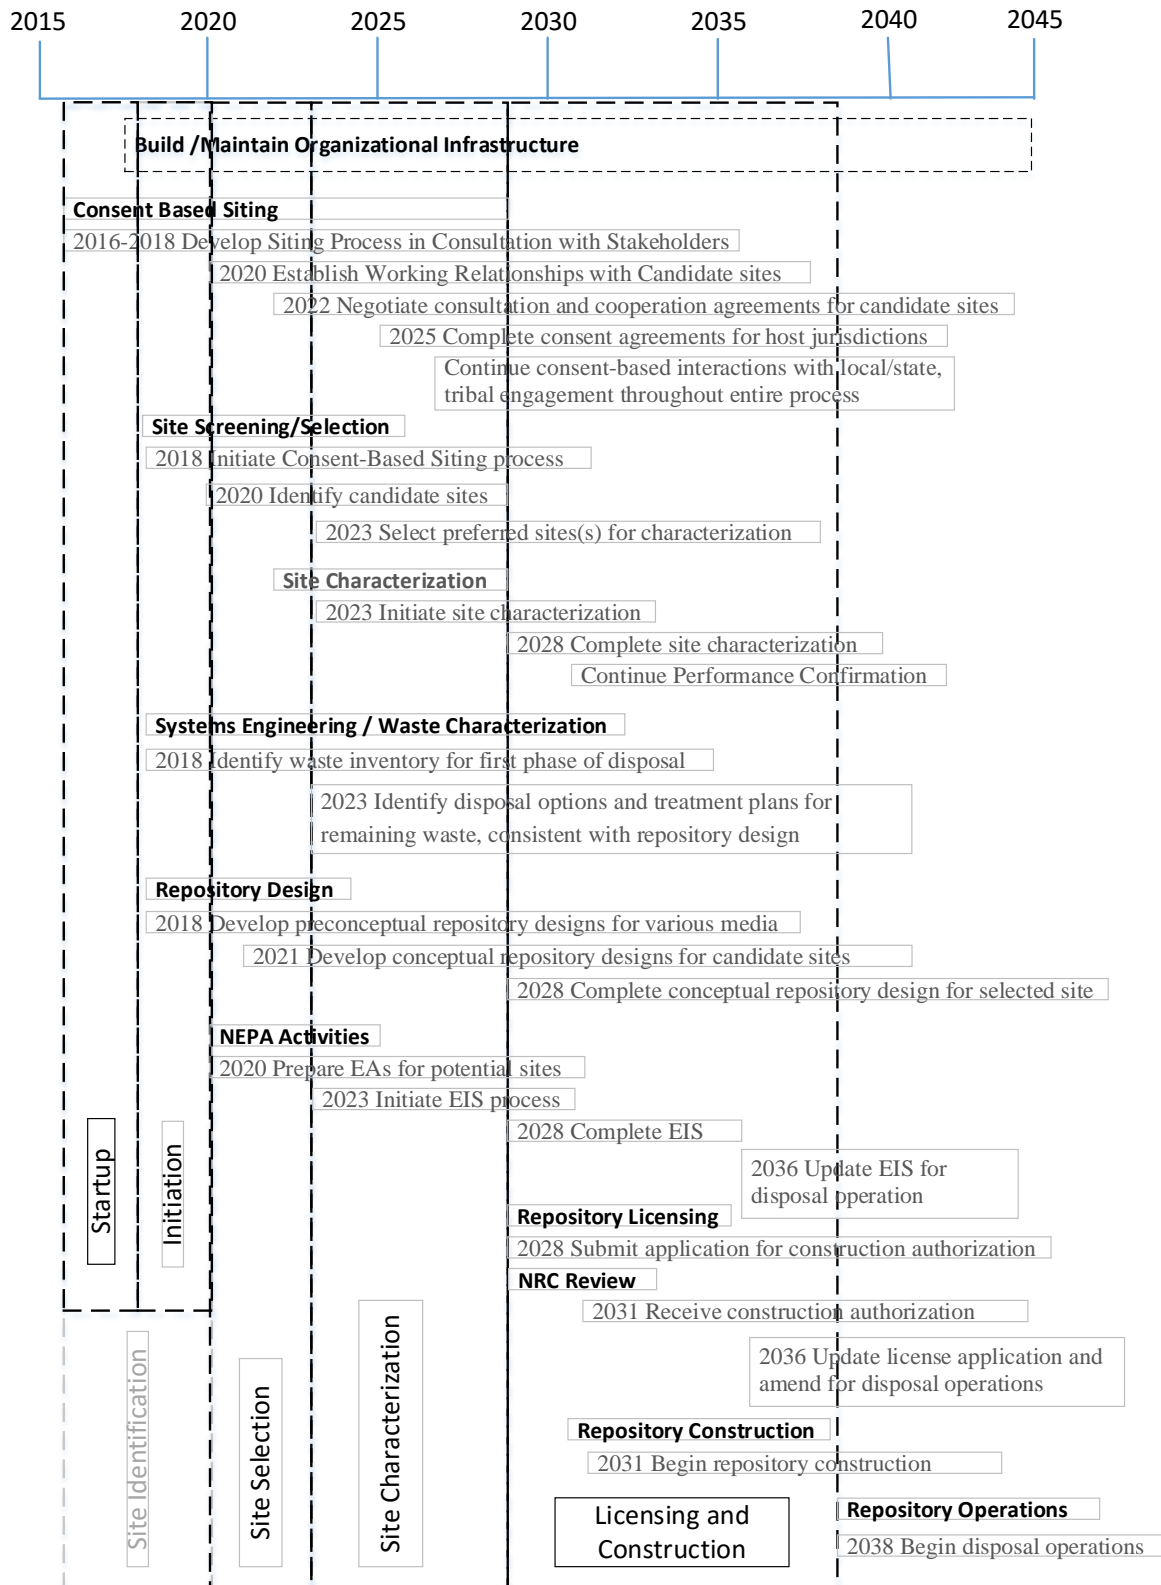 2015 2020 2025 2030 2035 2040 2045
Build /Maintain Organizational Infrastructure
Consent Based Siting
2016-2018 Develop Siting Process in Consultation with Stakeholders
2020 Establish Working Relationships with Candidate sites
2022 Negotiate consultation and cooperation agreements for candidate sites
2025 Complete consent agreements for host jurisdictions
Continue consent-based interactions with local/state,
tribal engagement throughout entire process
Site Screening/Selection
2018 Initiate Consent-Based Siting process
2020 Identify candidate sites
2023 Select preferred sites(s) for characterization
Site Characterization
2023 Initiate site characterization
2028 Complete site characterization
Continue Performance Confirmation
Systems Engineering / Waste Characterization
2018 Identify waste inventory for first phase of disposal
2023 Identify disposal options and treatment plans for
remaining waste, consistent with repository design
Repository Design
2018 Develop preconceptual repository designs for various media
2021 Develop conceptual repository designs for candidate sites
2028 Complete conceptual repository design for selected site
NEPA Activities
2020 Prepare EAs for potential sites
2023 Initiate EIS process
2028 Complete EIS
2036 Update EIS for
disposal operation
Repository Licensing
2028 Submit application for construction authorization
NRC Review
2031 Receive construction authorization
2036 Update license application and
amend for disposal operations
Repository Construction
2031 Begin repository construction
Repository Operations
2038 Begin disposal operations
Startup
Initiation
Site Identification
Site Selection
Site Characterization
Licensing and
Construction